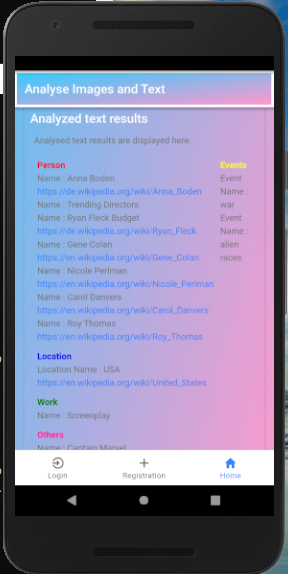 Analyse Images and Text
Analyzed text results
Analysed text results are displayed here.
Person
Name : Anna Boden
https://de.wikipedia.org/wiki/Anna_Boden
Name : Trending Directors
Name : Ryan Fleck Budget
https://de.wikipedia.org/wiki/Ryan_Fleck
Name : Gene Colan
https://en.wikipedia.org/wiki/Gene_Colan
Name : Nicole Perlman
https://en.wikipedia.org/wiki/Nicole_Perlman
Name : Carol Danvers
https://en.wikipedia.org/wiki/Carol_Danvers
Name : Roy Thomas
https://en.wikipedia.org/wiki/Roy_Thomas
Location
Location Name : USA
https://en.wikipedia.org/wiki/United_States
Work
Name : Screenplay
Others
Name : Captain Marvel
Events
Event
Name :
war
Event
Name :
alien
races
Login
Registration
Home